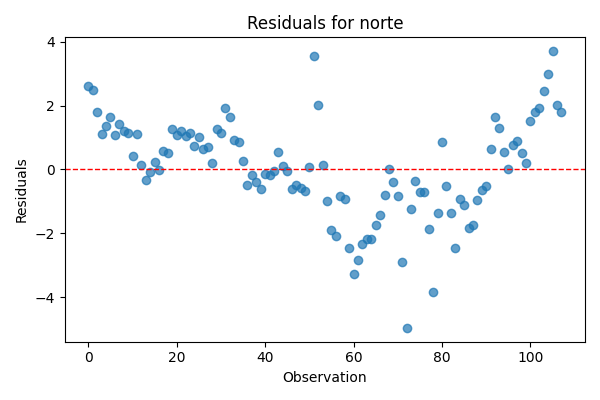 Residuals for norte
4
2
0
−2
−4
Residuals
0 20 40 60 80 100
Observation